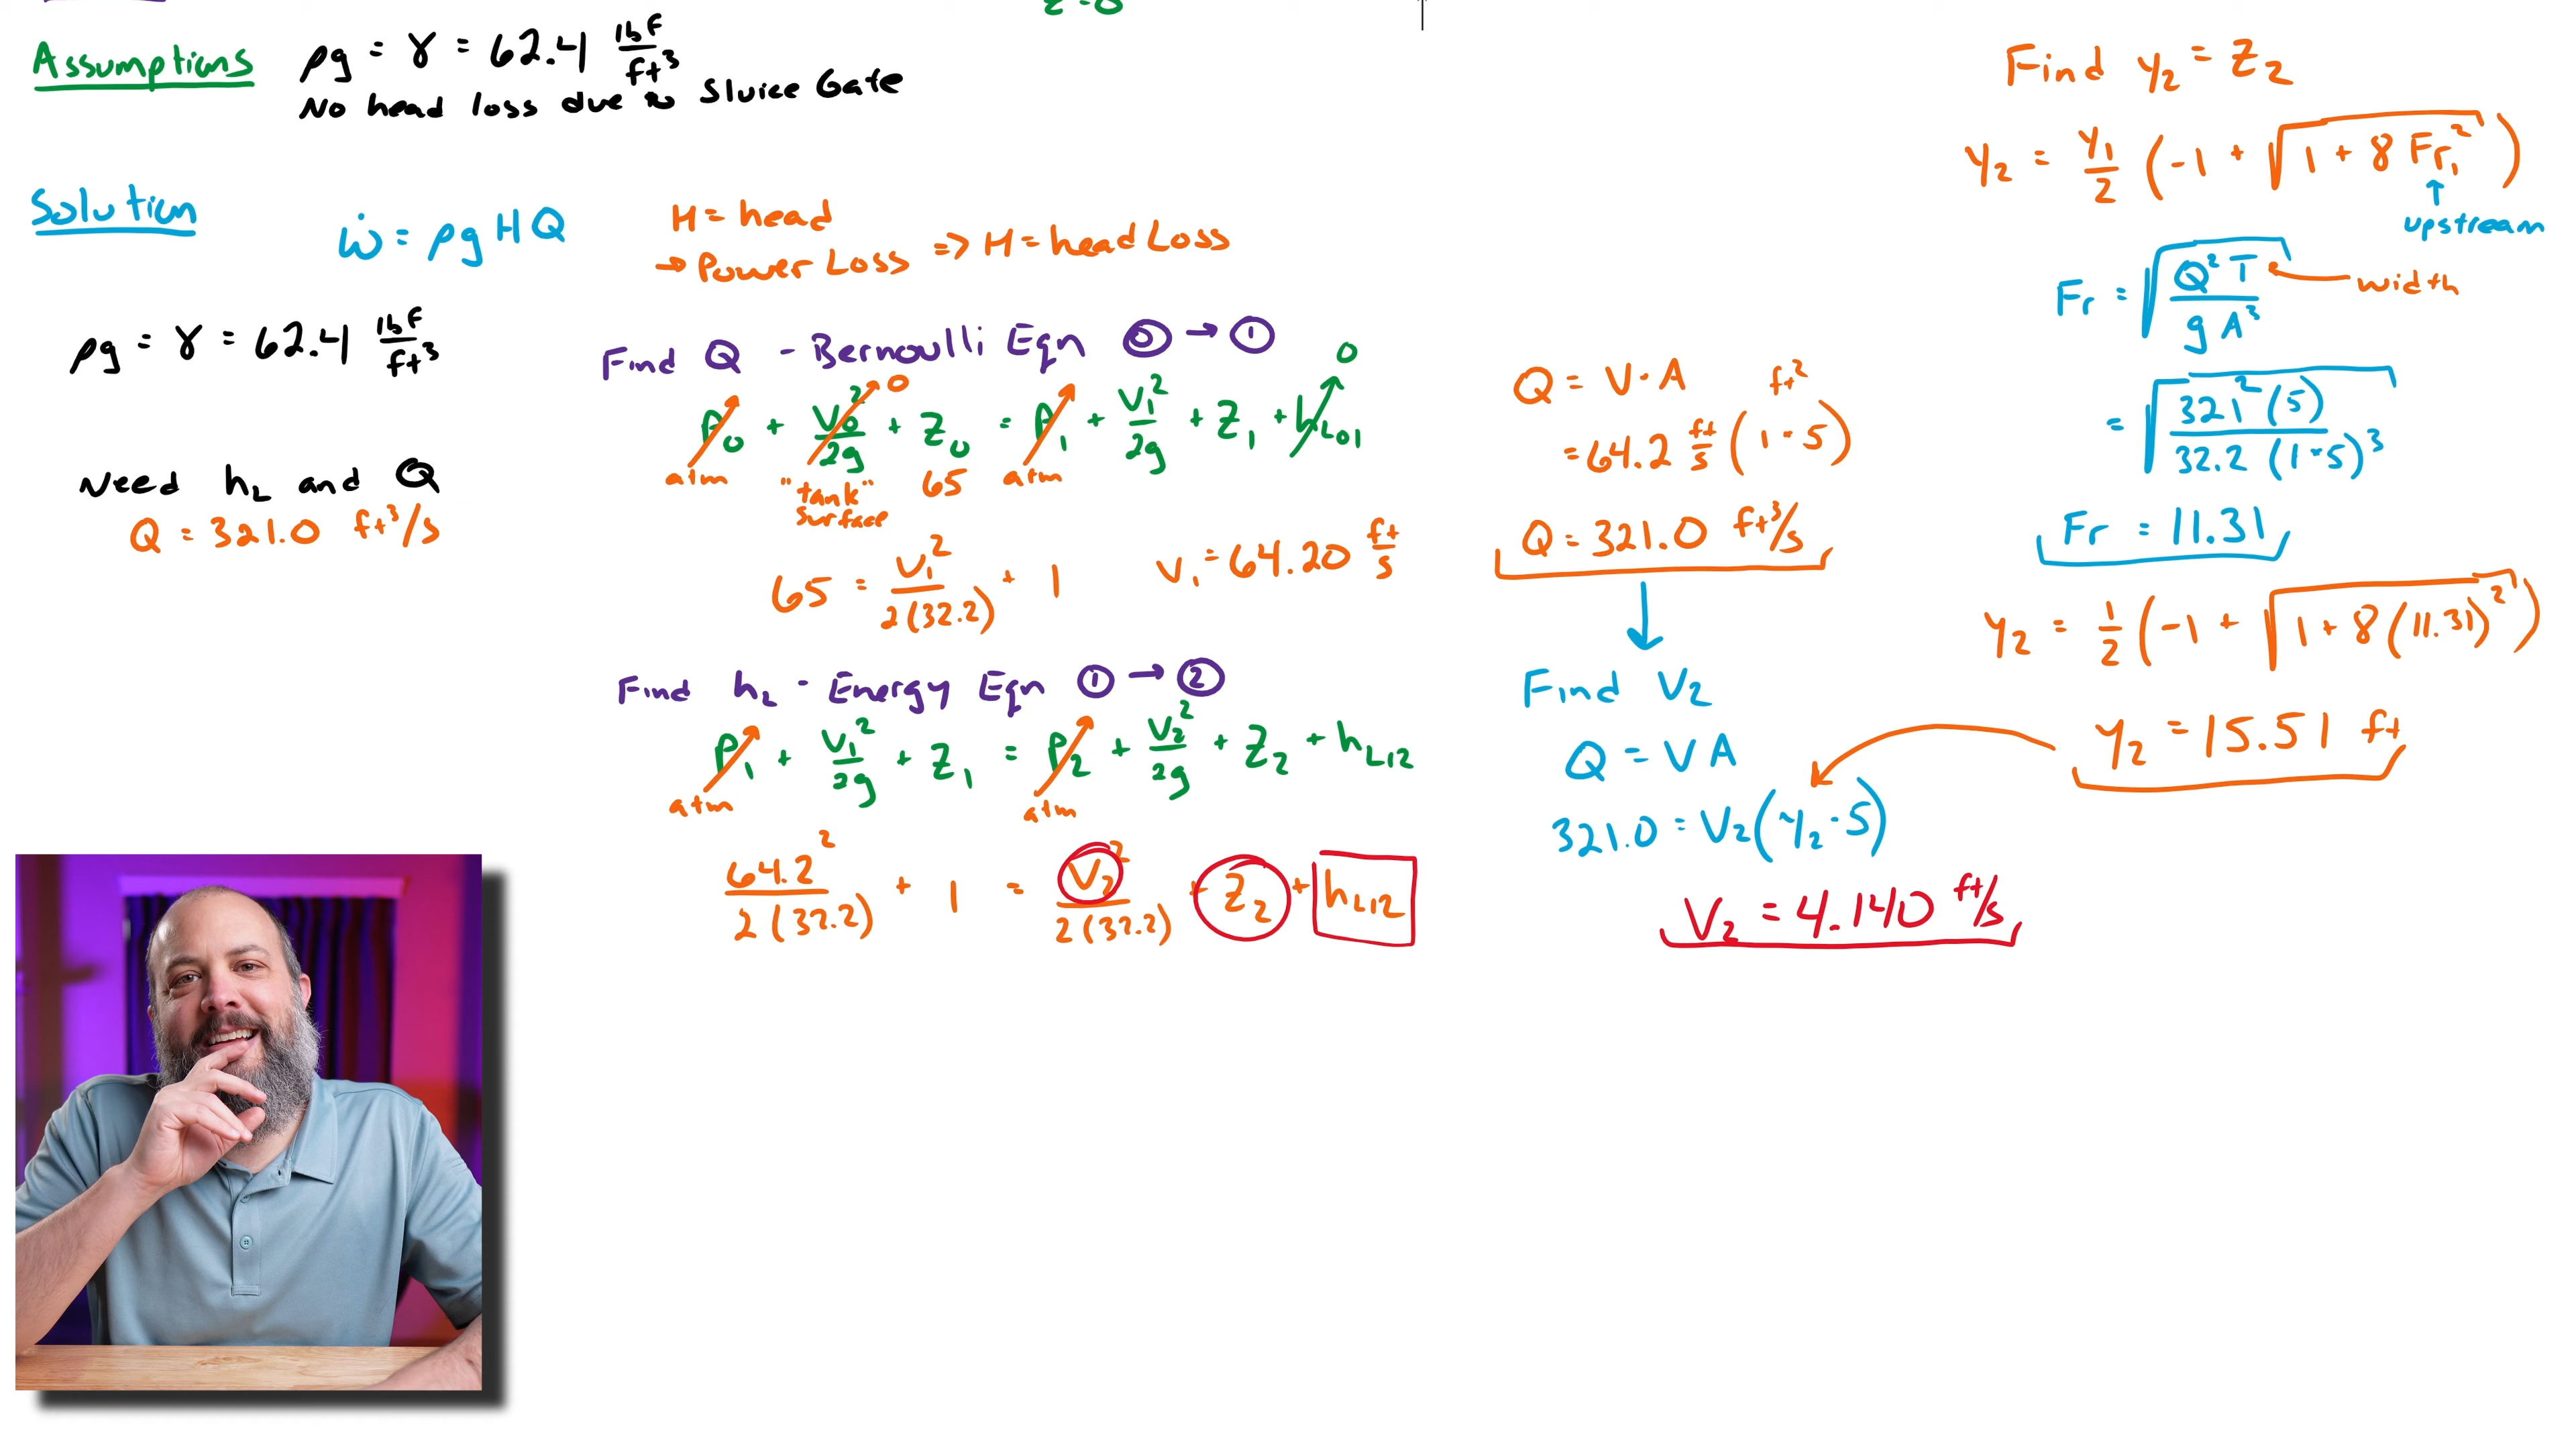 z=0
Assumptions ρg = γ = 62.4 lbf/ft³
No head loss due to Sluice Gate
Solution
ẇ = ρgHQ
H = head
→ Power Loss => H = head Loss
ρg = γ = 62.4 lbf/ft³
Need hL and Q
Q = 321.0 ft³/s
Find Q - Bernoulli Eqn ⓪ → ①
P₀ + V₀²/2g + Z₀ = P₁ + V₁²/2g + Z₁ + hL01
0
0
atm "tank" surface 65 atm
65 = V₁²/2(32.2) + 1 V₁ = 64.20 ft/s
Find hL - Energy Eqn ① → ②
P₁ + V₁²/2g + Z₁ = P₂ + V₂²/2g + Z₂ + hL12
atm atm
64.2²/2(32.2) + 1 = V₂²/2(32.2) + Z₂ + hL12
Q = V·A ft²
= 64.2 ft/s (1·5)
Q = 321.0 ft³/s
Find V₂
Q = VA
321.0 = V₂(y₂·5)
V₂ = 4.140 ft/s
Find y₂ = Z₂
y₂ = y₁/2 (-1 + √(1 + 8 Fr₁²))
↑
upstream
Fr = √(Q² T/g A³) ← width
= √(321² (5)/32.2 (1·5)³)
Fr = 11.31
y₂ = 1/2 (-1 + √(1 + 8(11.31)²))
y₂ = 15.51 ft